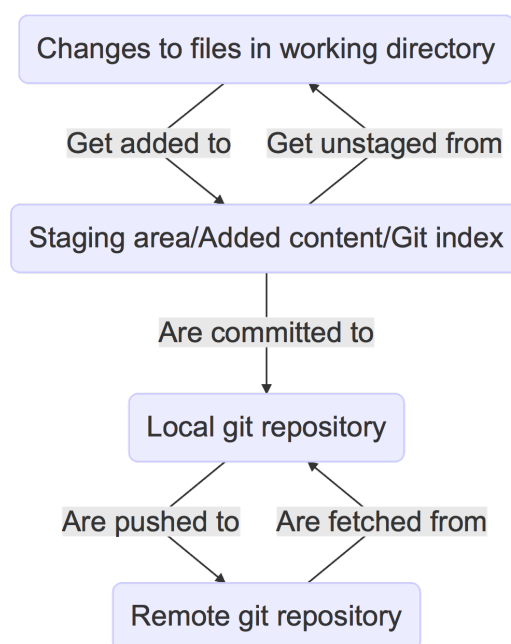 Changes to files in working directory
Get added to
Get unstaged from
Staging area/Added content/Git index
Are committed to
Local git repository
Are pushed to
Are fetched from
Remote git repository